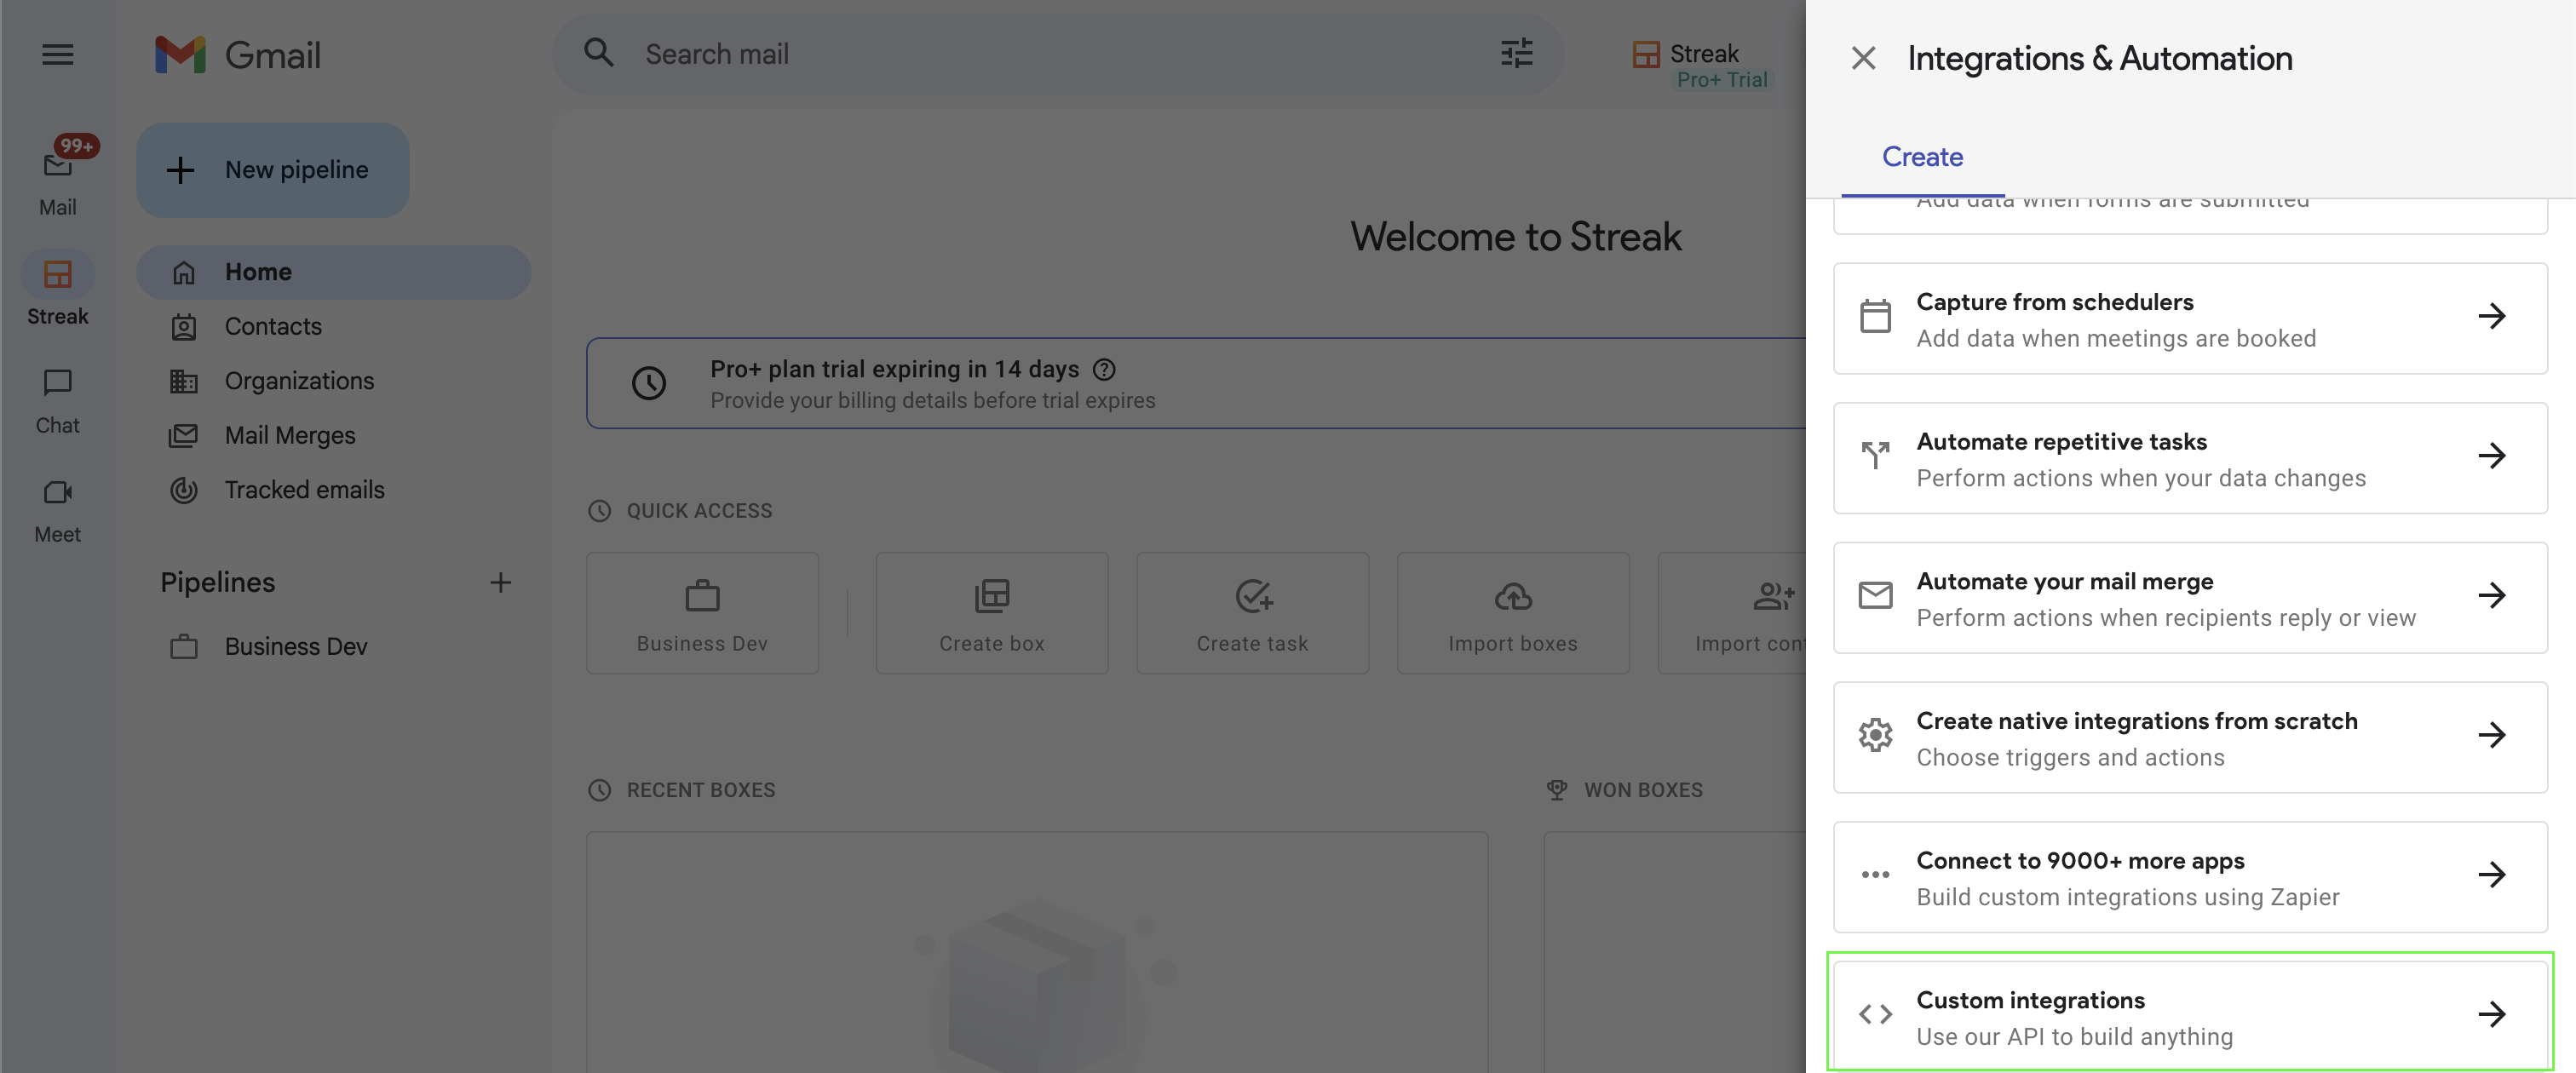 Gmail
Search mail
Streak
Pro+ Trial
99+
Mail
Streak
Chat
Meet
New pipeline
Home
Contacts
Organizations
Mail Merges
Tracked emails
Pipelines
Business Dev
Welcome to Streak
Pro+ plan trial expiring in 14 days
Provide your billing details before trial expires
QUICK ACCESS
Business Dev
Create box
Create task
Import boxes
Import con
RECENT BOXES
WON BOXES
Integrations & Automation
Create
Add data when forms are submitted
Capture from schedulers
Add data when meetings are booked
Automate repetitive tasks
Perform actions when your data changes
Automate your mail merge
Perform actions when recipients reply or view
Create native integrations from scratch
Choose triggers and actions
Connect to 9000+ more apps
Build custom integrations using Zapier
Custom integrations
Use our API to build anything